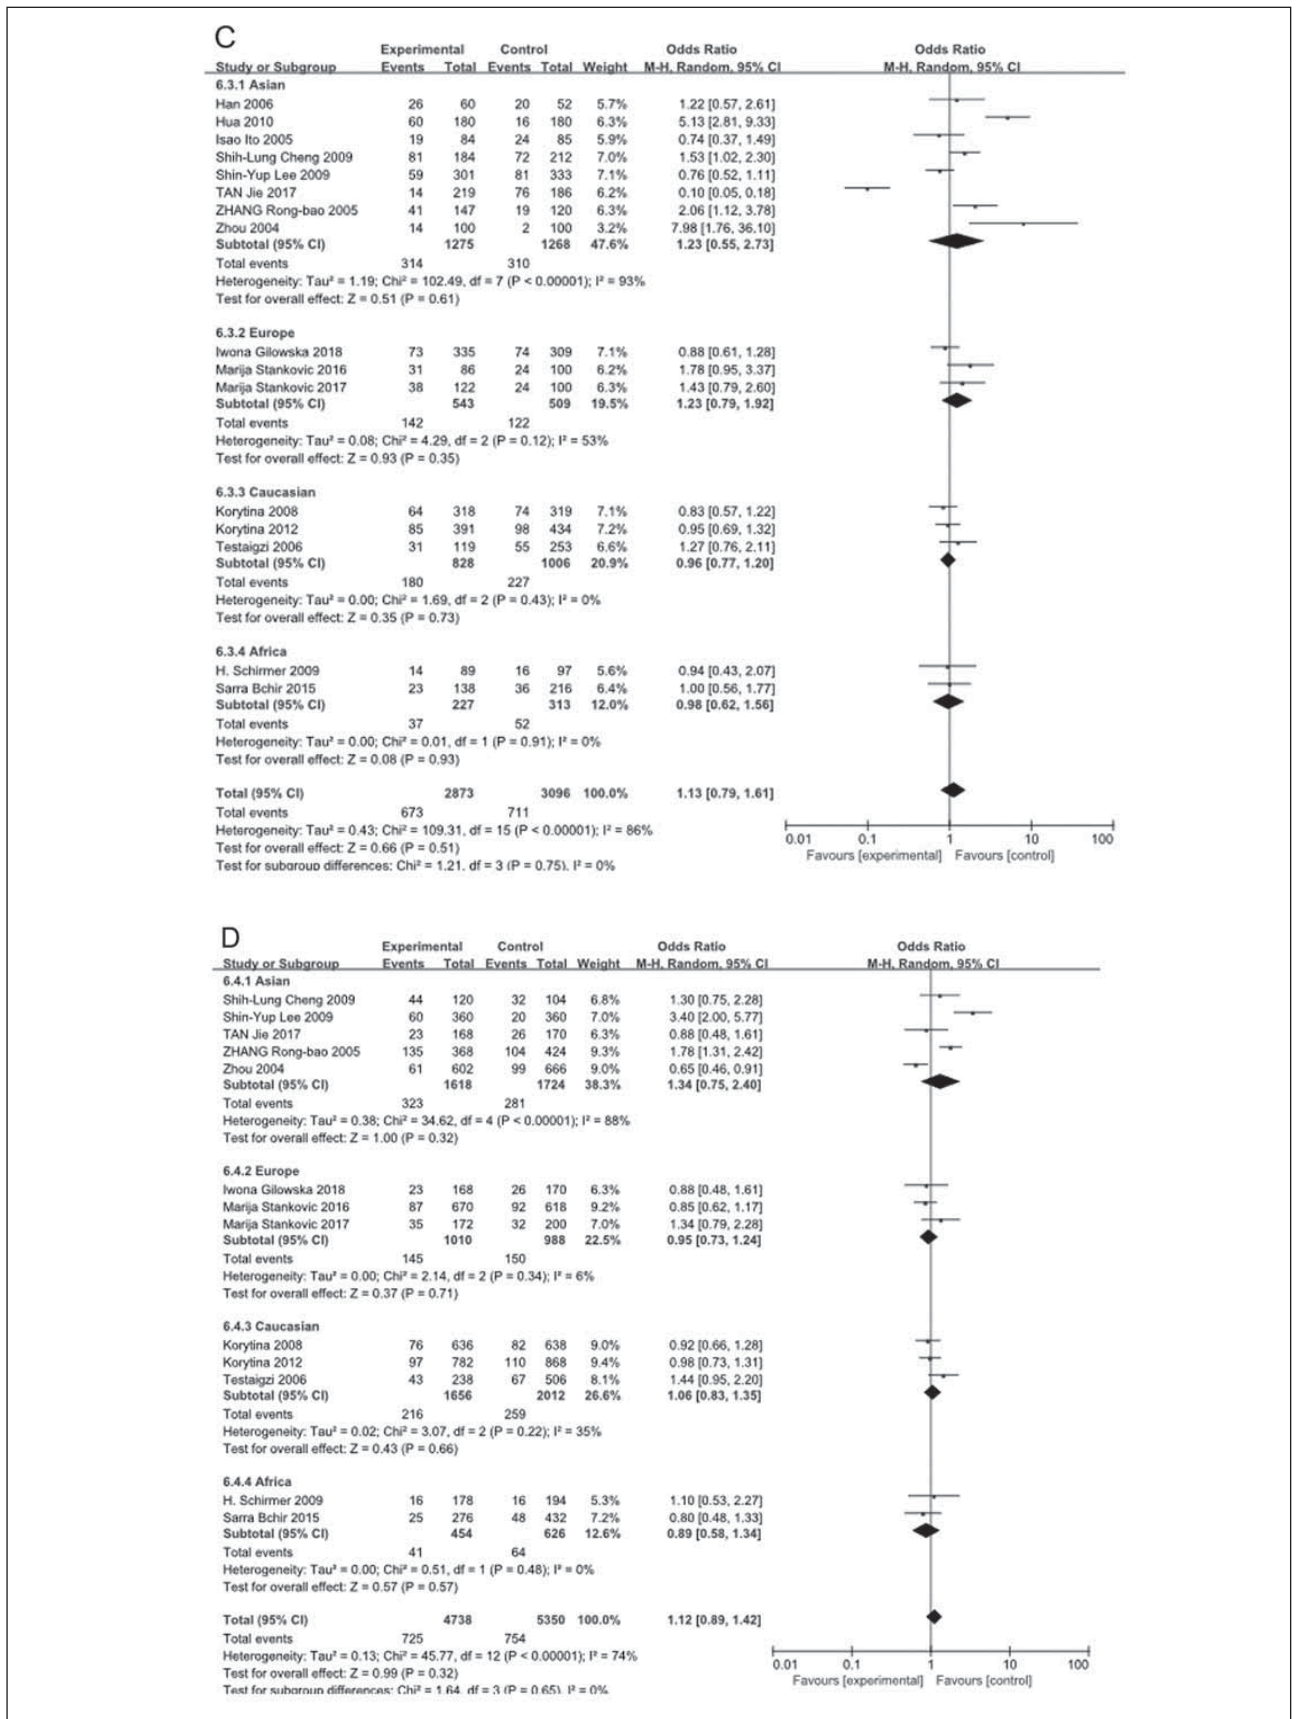 C
Experimental Control Odds Ratio Odds Ratio
Study or Subgroup Events Total Events Total Weight M-H, Random, 95% CI M-H, Random, 95% CI
6.3.1 Asian
Han 2006 26 60 20 52 5.7% 1.22 [0.57, 2.61]
Hua 2010 60 180 16 180 6.3% 5.13 [2.81, 9.33]
Isao Ito 2005 19 84 24 85 5.9% 0.74 [0.37, 1.49]
Shih-Lung Cheng 2009 81 184 72 212 7.0% 1.53 [1.02, 2.30]
Shin-Yup Lee 2009 59 301 81 333 7.1% 0.76 [0.52, 1.11]
TAN Jie 2017 14 219 76 186 6.2% 0.10 [0.05, 0.18]
ZHANG Rong-bao 2005 41 147 19 120 6.3% 2.06 [1.12, 3.78]
Zhou 2004 14 100 2 100 3.2% 7.98 [1.76, 36.10]
Subtotal (95% CI) 1275 1268 47.6% 1.23 [0.55, 2.73]
Total events 314 310
Heterogeneity: Tau² = 1.19; Chi² = 102.49, df = 7 (P < 0.00001); I² = 93%
Test for overall effect: Z = 0.51 (P = 0.61)
6.3.2 Europe
Iwona Gilowska 2018 73 335 74 309 7.1% 0.88 [0.61, 1.28]
Marija Stankovic 2016 31 86 24 100 6.2% 1.78 [0.95, 3.37]
Marija Stankovic 2017 38 122 24 100 6.3% 1.43 [0.79, 2.60]
Subtotal (95% CI) 543 509 19.5% 1.23 [0.79, 1.92]
Total events 142 122
Heterogeneity: Tau² = 0.08; Chi² = 4.29, df = 2 (P = 0.12); I² = 53%
Test for overall effect: Z = 0.93 (P = 0.35)
6.3.3 Caucasian
Korytina 2008 64 318 74 319 7.1% 0.83 [0.57, 1.22]
Korytina 2012 85 391 98 434 7.2% 0.95 [0.69, 1.32]
Testaigzi 2006 31 119 55 253 6.6% 1.27 [0.76, 2.11]
Subtotal (95% CI) 828 1006 20.9% 0.96 [0.77, 1.20]
Total events 180 227
Heterogeneity: Tau² = 0.00; Chi² = 1.69, df = 2 (P = 0.43); I² = 0%
Test for overall effect: Z = 0.35 (P = 0.73)
6.3.4 Africa
H. Schirmer 2009 14 89 16 97 5.6% 0.94 [0.43, 2.07]
Sarra Bchir 2015 23 138 36 216 6.4% 1.00 [0.56, 1.77]
Subtotal (95% CI) 227 313 12.0% 0.98 [0.62, 1.56]
Total events 37 52
Heterogeneity: Tau² = 0.00; Chi² = 0.01, df = 1 (P = 0.91); I² = 0%
Test for overall effect: Z = 0.08 (P = 0.93)
Total (95% CI) 2873 3096 100.0% 1.13 [0.79, 1.61]
Total events 673 711
Heterogeneity: Tau² = 0.43; Chi² = 109.31, df = 15 (P < 0.00001); I² = 86%
Test for overall effect: Z = 0.66 (P = 0.51)
Test for subgroup differences: Chi² = 1.21, df = 3 (P = 0.75), I² = 0%
0.01 0.1 1 10 100
Favours [experimental] Favours [control]
D
Experimental Control Odds Ratio Odds Ratio
Study or Subgroup Events Total Events Total Weight M-H, Random, 95% CI M-H, Random, 95% CI
6.4.1 Asian
Shih-Lung Cheng 2009 44 120 32 104 6.8% 1.30 [0.75, 2.28]
Shin-Yup Lee 2009 60 360 20 360 7.0% 3.40 [2.00, 5.77]
TAN Jie 2017 23 168 26 170 6.3% 0.88 [0.48, 1.61]
ZHANG Rong-bao 2005 135 368 104 424 9.3% 1.78 [1.31, 2.42]
Zhou 2004 61 602 99 666 9.0% 0.65 [0.46, 0.91]
Subtotal (95% CI) 1618 1724 38.3% 1.34 [0.75, 2.40]
Total events 323 281
Heterogeneity: Tau² = 0.38; Chi² = 34.62, df = 4 (P < 0.00001); I² = 88%
Test for overall effect: Z = 1.00 (P = 0.32)
6.4.2 Europe
Iwona Gilowska 2018 23 168 26 170 6.3% 0.88 [0.48, 1.61]
Marija Stankovic 2016 87 670 92 618 9.2% 0.85 [0.62, 1.17]
Marija Stankovic 2017 35 172 32 200 7.0% 1.34 [0.79, 2.28]
Subtotal (95% CI) 1010 988 22.5% 0.95 [0.73, 1.24]
Total events 145 150
Heterogeneity: Tau² = 0.00; Chi² = 2.14, df = 2 (P = 0.34); I² = 6%
Test for overall effect: Z = 0.37 (P = 0.71)
6.4.3 Caucasian
Korytina 2008 76 636 82 638 9.0% 0.92 [0.66, 1.28]
Korytina 2012 97 782 110 868 9.4% 0.98 [0.73, 1.31]
Testaigzi 2006 43 238 67 506 8.1% 1.44 [0.95, 2.20]
Subtotal (95% CI) 1656 2012 26.6% 1.06 [0.83, 1.35]
Total events 216 259
Heterogeneity: Tau² = 0.02; Chi² = 3.07, df = 2 (P = 0.22); I² = 35%
Test for overall effect: Z = 0.43 (P = 0.66)
6.4.4 Africa
H. Schirmer 2009 16 178 16 194 5.3% 1.10 [0.53, 2.27]
Sarra Bchir 2015 25 276 48 432 7.2% 0.80 [0.48, 1.33]
Subtotal (95% CI) 454 626 12.6% 0.89 [0.58, 1.34]
Total events 41 64
Heterogeneity: Tau² = 0.00; Chi² = 0.51, df = 1 (P = 0.48); I² = 0%
Test for overall effect: Z = 0.57 (P = 0.57)
Total (95% CI) 4738 5350 100.0% 1.12 [0.89, 1.42]
Total events 725 754
Heterogeneity: Tau² = 0.13; Chi² = 45.77, df = 12 (P < 0.00001); I² = 74%
Test for overall effect: Z = 0.99 (P = 0.32)
Test for subgroup differences: Chi² = 1.64, df = 3 (P = 0.65), I² = 0%
0.01 0.1 1 10 100
Favours [experimental] Favours [control]